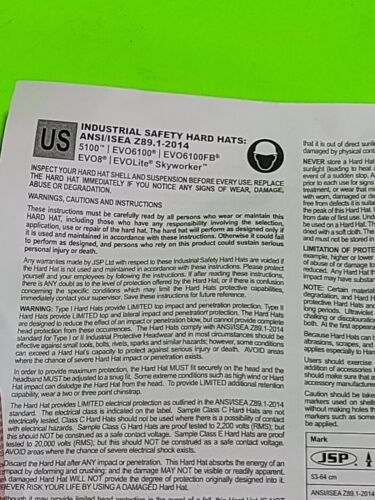 US
INDUSTRIAL SAFETY HARD HATS:
ANSI/ISEA Z89.1-2014
5100™ | EVO6100® | EVO6100FB®
EVO8® | EVOLite® Skyworker™
INSPECT YOUR HARD HAT SHELL AND SUSPENSION BEFORE EVERY USE. REPLACE
THE HARD HAT IMMEDIATELY IF YOU NOTICE ANY SIGNS OF WEAR, DAMAGE,
ABUSE OR DEGRADATION.
WARNINGS, CAUTIONS AND INSTRUCTIONS
These instructions must be carefully read by all persons who wear or maintain this
HARD HAT, including those who have any responsibility involving the selection,
application, use or repair of the hard hat. The hard hat will perform as designed only if
it is used and maintained in accordance with these instructions. Otherwise it could fail
to perform as designed, and persons who rely on this product could sustain serious
personal injury or death.
Any warranties made by JSP Ltd with respect to these Industrial Safety Hard Hats are voided if
the Hard Hat is not used and maintained in accordance with these instructions. Please protect
yourself and your employees by following the instructions. If after reading these instructions,
there is ANY doubt as to the level of protection offered by the Hard Hat, or if there is confusion
concerning the specific conditions which may limit the Hard Hats protective capabilities,
immediately contact your supervisor. Save these instructions for future reference.
WARNING: Type I Hard Hats provide LIMITED top impact and penetration protection. Type II
Hard Hats provide LIMITED top and lateral impact and penetration protection. The Hard Hats
are designed to reduce the effect of an impact or penetration blow, but cannot provide complete
head protection from these occurrences. The Hard Hats comply with ANSI/ISEA Z89.1-2014
standard for Type I or II Industrial Protective Headwear and in most circumstances should be
effective against small tools, bolts, rivets, sparks and similar hazards; however, some conditions
can exceed a Hard Hat's capacity to protect against serious injury or death. AVOID areas
where the chance of severe Hard Hat impact or penetration exists.
In order to provide maximum protection, the Hard Hat MUST fit securely on the head and the
headband MUST be adjusted to a snug fit. Some extreme conditions such as high wind or Hard
Hat impact can dislodge the Hard Hat from the head. To provide LIMITED additional retention
capability, wear a two or three point chinstrap.
The Hard Hat provides LIMITED electrical protection as outlined in the ANSI/ISEA Z89.1-2014
standard. The electrical class is indicated on the label. Sample Class C Hard Hats are not
electrically tested. Class C Hard Hats should not be used where there is a possibility of contact
with electrical hazards. Sample Class G Hard Hats are proof tested to 2,200 volts (RMS); but
this should NOT be construed as a safe contact voltage. Sample Class E Hard Hats are proof
tested to 20,000 volts (RMS); but this should NOT be construed as a safe contact voltage.
AVOID areas where the chance of severe electrical shock exists.
Discard the Hard Hat after ANY impact or penetration. This Hard Hat absorbs the energy of an
impact by deforming and crushing; and the damage MAY NOT be visible or readily apparent.
A damaged Hard Hat WILL NOT provide the degree of protection originally designed into it.
NEVER RISK YOUR LIFE BY USING A DAMAGED Hard Hat.
that it is out of direct sunli
damaged by physical cont
NEVER store a Hard Hat
sunlight (leading to heat
event of a sudden stop. A
prior to each use for signs
treatment, or wear that mi
with worm, damaged or de
free from defects it is suitab
the peak of this Hard Hat.
from date of first use. Under
be used on a Hard Hat. The
dried with a soft cloth. The
and must not be stored in
LIMITATION OF PROTEC
example, higher or lower
of abuse of or damage to
reduced. Any Hard Hat th
impact may have substan
NOTE: Certain material
degradation, and Hard H
protective Hard Hats and
long periods. Ultraviolet
chalking or discolouration
both. At the first appearan
Because Hard Hats can b
abrasions, scrapes, and
applies especially to Hard
Users should exercise
addition of accessories
should make sure that a
accessory manufacturer
Caution should be taken
markers used on shells
without making holes th
markers such as some
Mark
JSP
53-64 cm
ANSI/ISEA Z89.1-2014